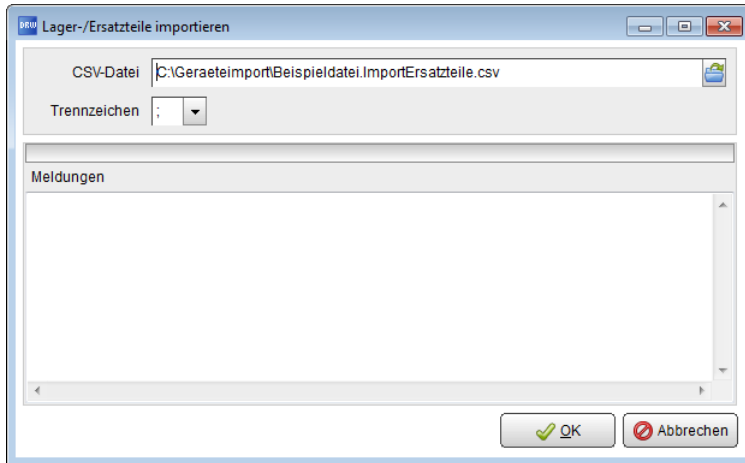 DRW Lager-/Ersatzteile importieren
CSV-Datei C:\Geraeteimport\Beispieldatei.ImportErsatzteile.csv
Trennzeichen ;
Meldungen
OK Abbrechen